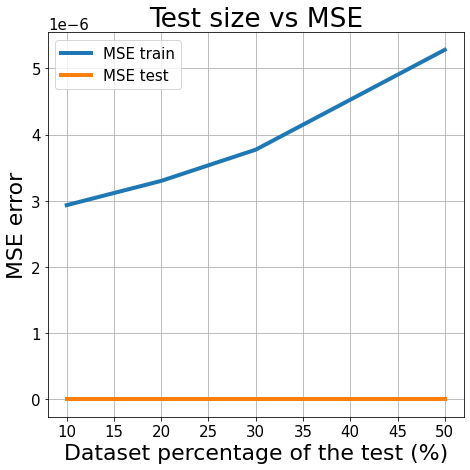 Test size vs MSE
1e−6
MSE train
MSE test
5
4
3
2
1
0
MSE error
10 15 20 25 30 35 40 45 50
Dataset percentage of the test (%)